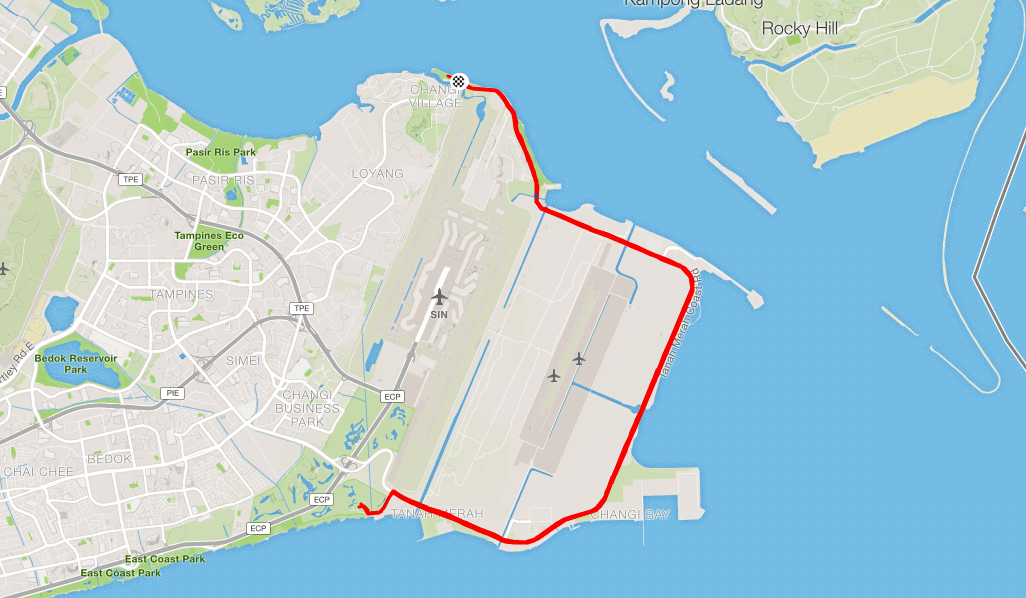 Kampong Ladang
Rocky Hill
CHANGI
VILLAGE
E
Pasir Ris Park
LOYANG
TPE
PASIR RIS
Tampines Eco
Green
TAMPINES
SIN
TPE
Tanah Merah Coast Rd
rtley Rd E
Bedok Reservoir
Park
SIMEI
PIE
ECP
CHANGI
BUSINESS
PARK
BEDOK
CHAI CHEE
ECP
TANAH MERAH
CHANGI BAY
ECP
East Coast Park
East Coast Park